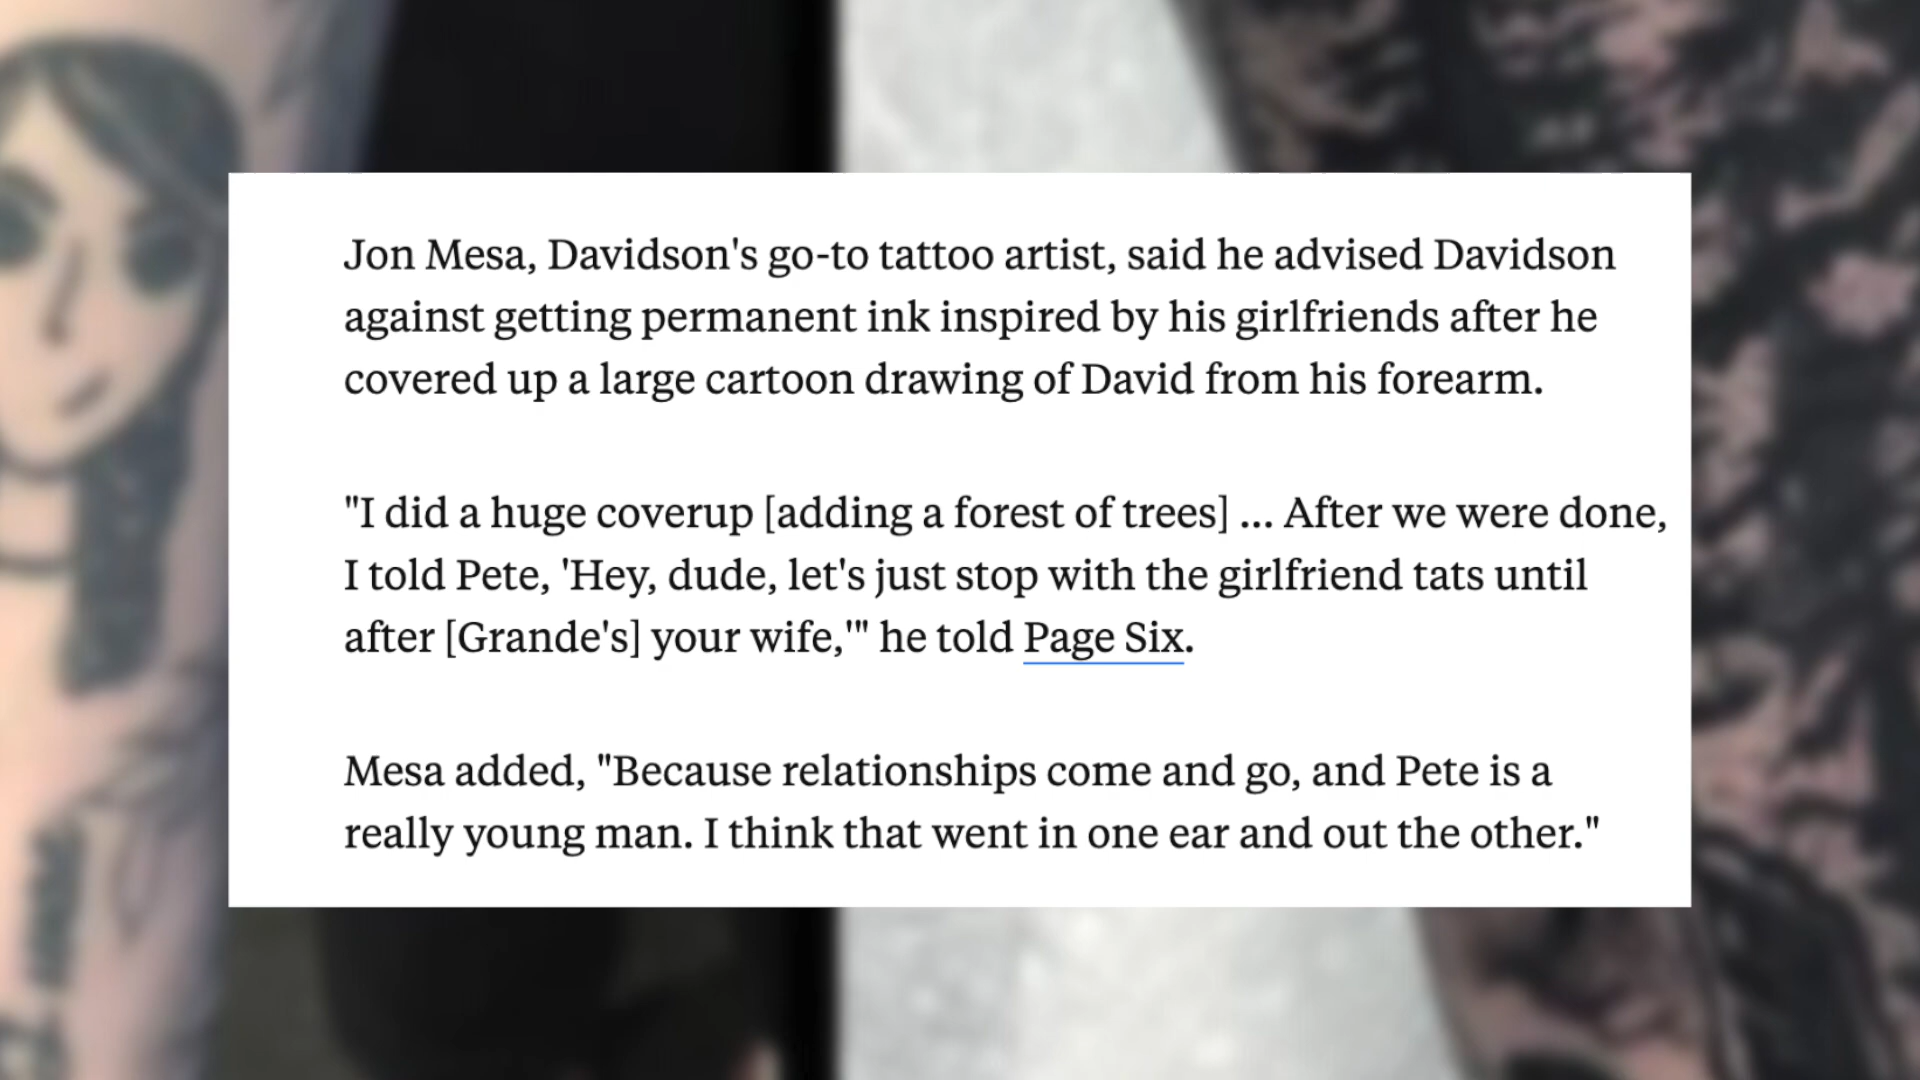 Jon Mesa, Davidson's go-to tattoo artist, said he advised Davidson
against getting permanent ink inspired by his girlfriends after he
covered up a large cartoon drawing of David from his forearm.
"I did a huge coverup [adding a forest of trees] ... After we were done,
I told Pete, 'Hey, dude, let's just stop with the girlfriend tats until
after [Grande's] your wife,'" he told Page Six.
Mesa added, "Because relationships come and go, and Pete is a
really young man. I think that went in one ear and out the other."